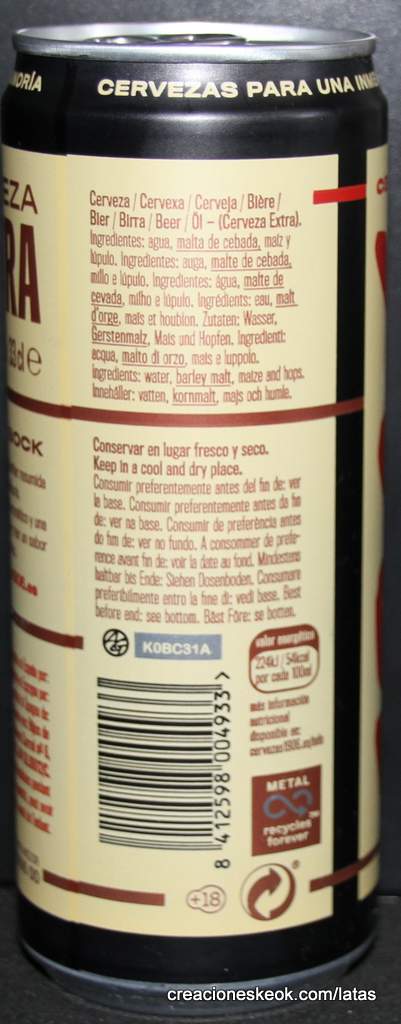 CERVEZAS PARA UNA INME
EZA
RA
33 cl e
OCK
Cerveza / Cervexa / Cerveja / Bière /
Bier / Birra / Beer / Öl – (Cerveza Extra).
Ingredientes: agua, malta de cebada, maíz y
lúpulo. Ingredientes: auga, malte de cebada,
millo e lúpulo. Ingredientes: água, malte de
cevada, milho e lúpulo. Ingrédients: eau, malt
d'orge, maïs et houblon. Zutaten: Wasser,
Gerstenmalz, Mais und Hopfen. Ingredienti:
acqua, malto di orzo, mais e luppolo.
Ingredients: water, barley malt, maize and hops.
Innehåller: vatten, kornmalt, majs och humle.
Conservar en lugar fresco y seco.
Keep in a cool and dry place.
Consumir preferentemente antes del fin de: ver
la base. Consumir preferentemente antes da fin
de: ver na base. Consumir de preferência antes
do fim de: ver no fundo. A consommer de préfé-
rence avant fin de: voir la date au fond. Mindestens
haltbar bis Ende: Siehen Dosenboden. Consumare
preferibilmente entro la fine di: vedi base. Best
before end: see bottom. Bäst Före: se botten.
K0BC31A
valor energético
224kJ / 54kcal
por cada 100ml
más información
nutricional
disponible en:
8 412598 004933 >
METAL
recycles
forever™
+18
®
creacioneskeok.com/latas